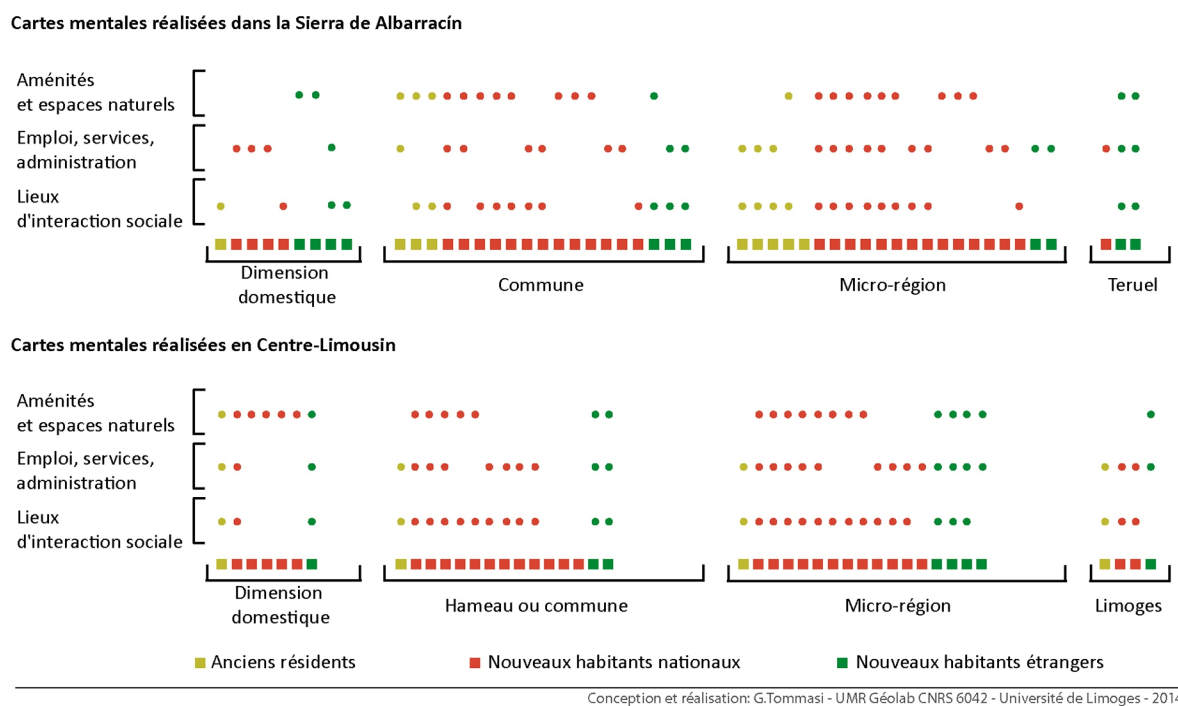 Cartes mentales réalisées dans la Sierra de Albarracín
Aménités
et espaces naturels
Emploi, services,
administration
Lieux
d'interaction sociale
Dimension
domestique
Commune
Micro-région
Teruel
Cartes mentales réalisées en Centre-Limousin
Aménités
et espaces naturels
Emploi, services,
administration
Lieux
d'interaction sociale
Dimension
domestique
Hameau ou commune
Micro-région
Limoges
Anciens résidents
Nouveaux habitants nationaux
Nouveaux habitants étrangers
Conception et réalisation: G.Tommasi - UMR Géolab CNRS 6042 - Université de Limoges - 2014